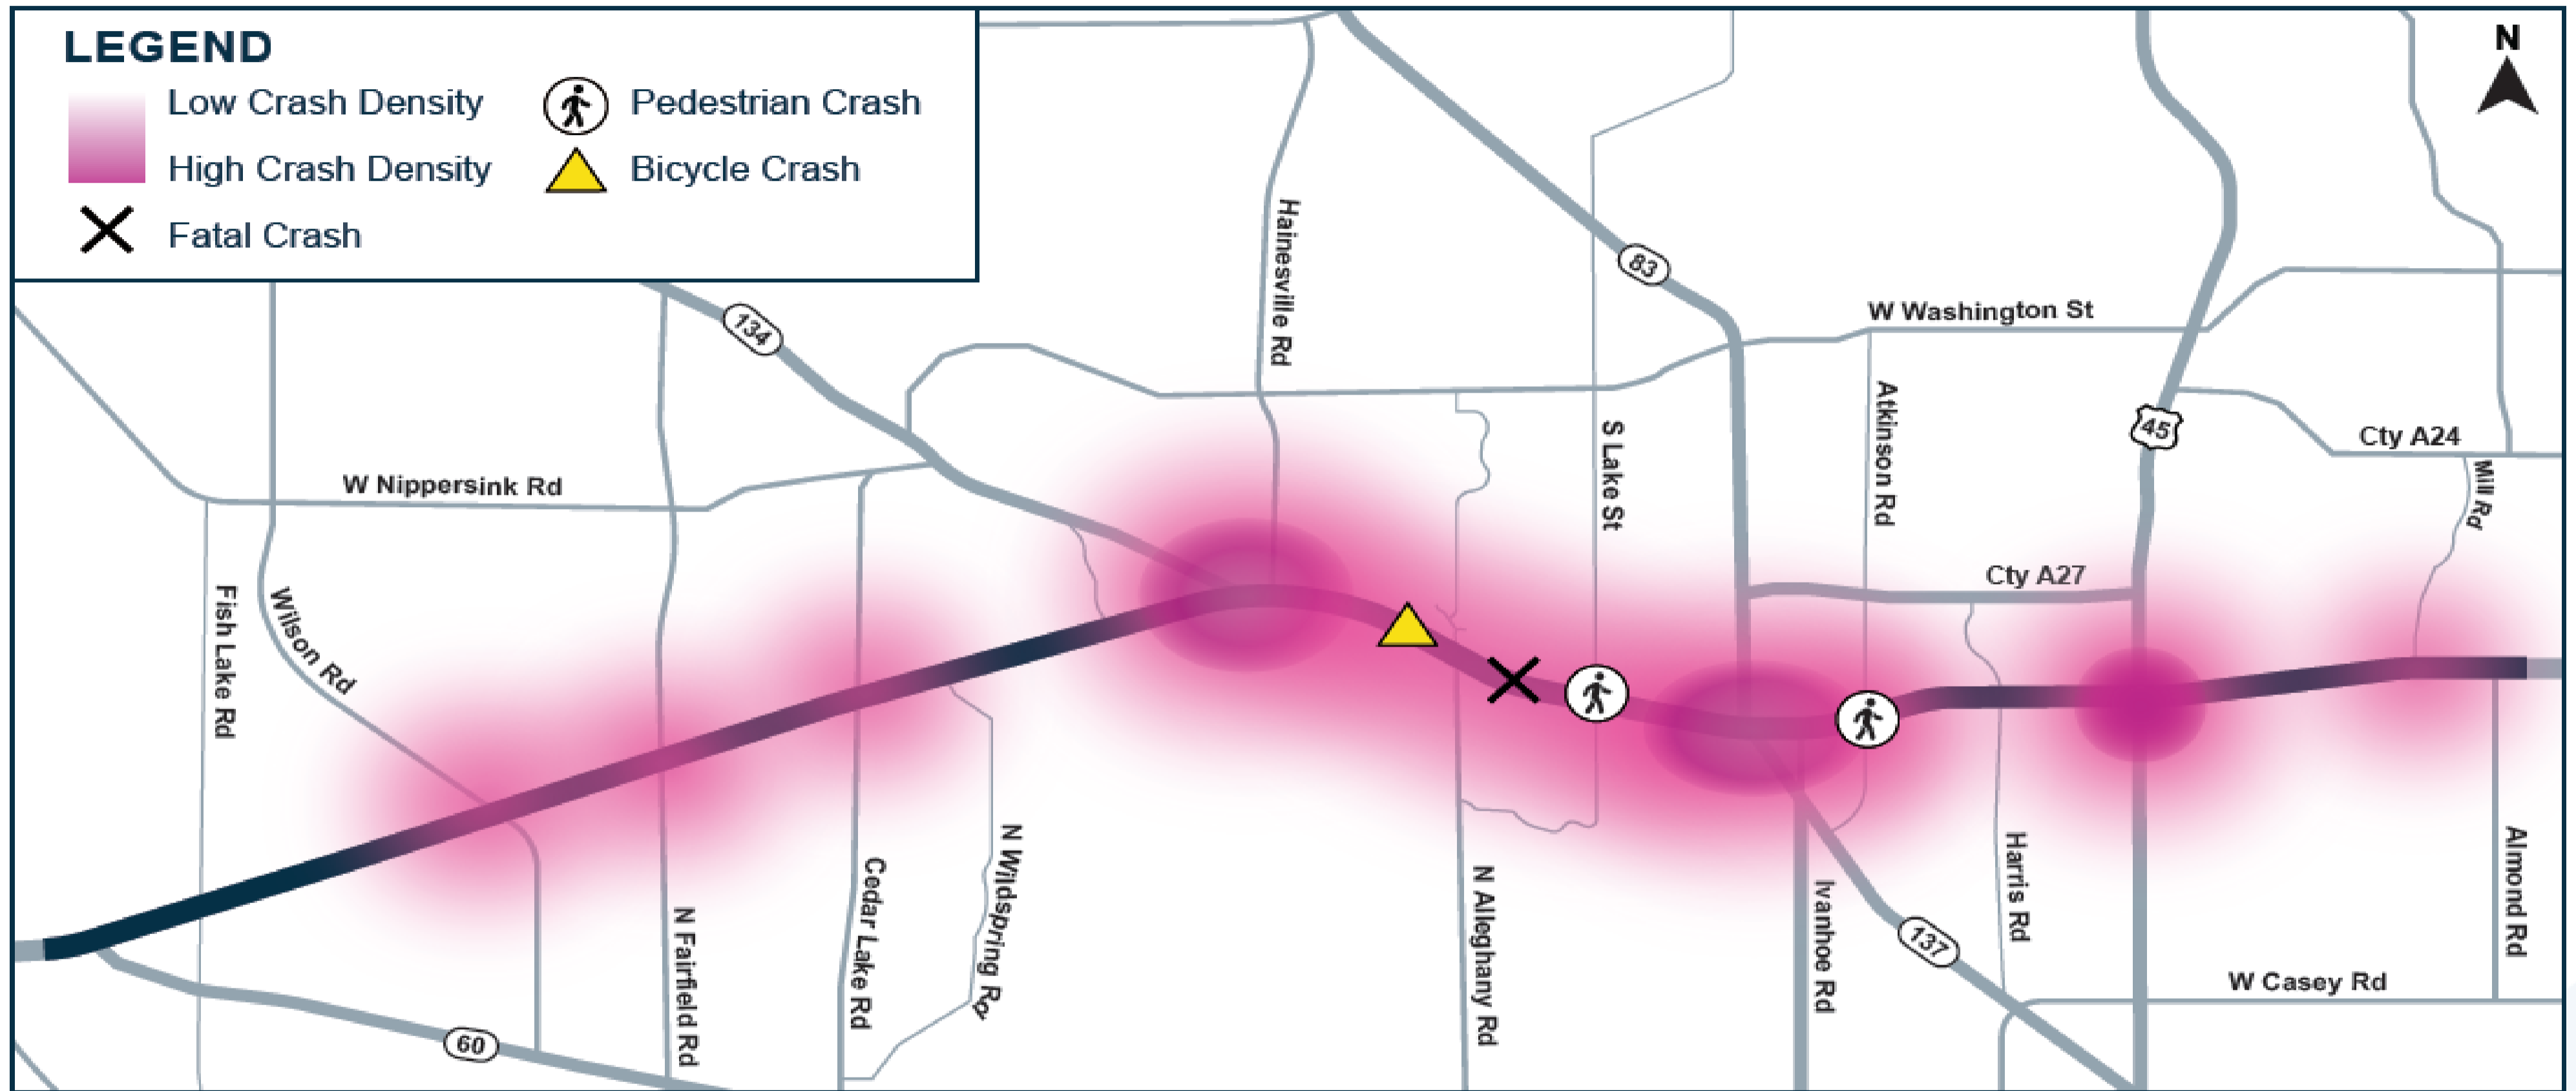 LEGEND
Low Crash Density
High Crash Density
Fatal Crash
Pedestrian Crash
Bicycle Crash
N
134
83
45
60
137
Hainesville Rd
W Washington St
Atkinson Rd
S Lake St
Cty A24
Mill Rd
W Nippersink Rd
Cty A27
Fish Lake Rd
Wilson Rd
N Fairfield Rd
Cedar Lake Rd
N Wildspring Rd
N Alleghany Rd
Ivanhoe Rd
Harris Rd
Almond Rd
W Casey Rd